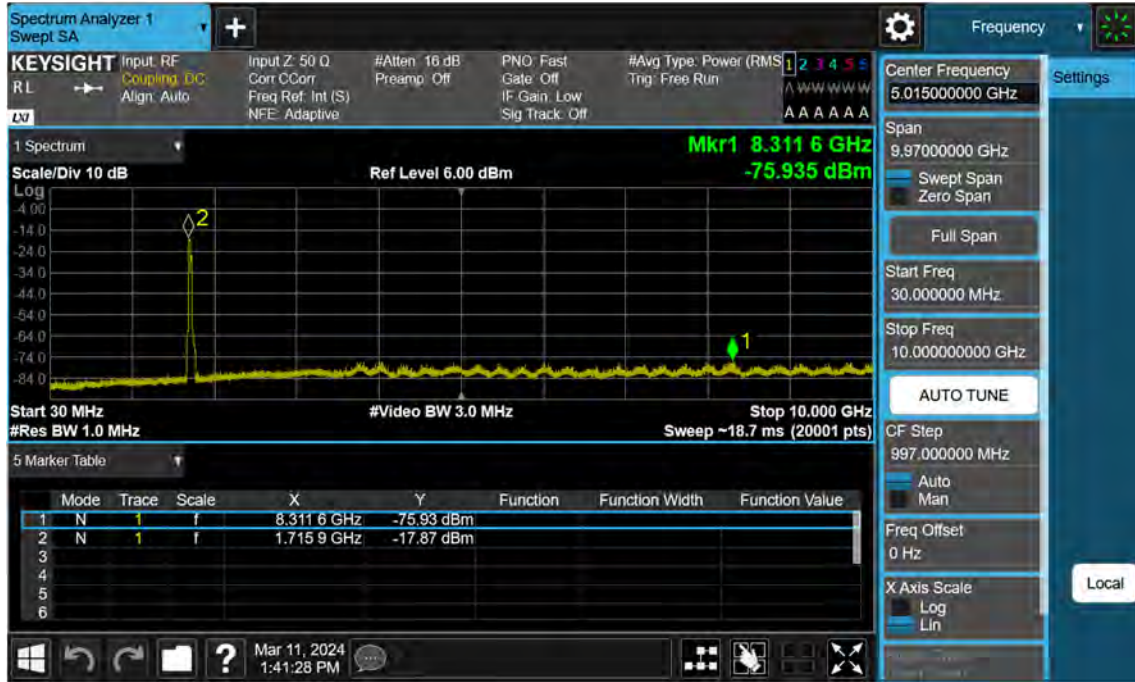 Spectrum Analyzer 1
Swept SA
+
Frequency
KEYSIGHT
RL
LXI
Input: RF
Coupling: DC
Align: Auto
Input Z: 50 Ω
Corr CCorr
Freq Ref: Int (S)
NFE: Adaptive
#Atten: 16 dB
Preamp: Off
PNO: Fast
Gate: Off
IF Gain: Low
Sig Track: Off
#Avg Type: Power (RMS
Trig: Free Run
1 2 3 4 5 6
A W W W W W
A A A A A A
1 Spectrum
Scale/Div 10 dB
Ref Level 6.00 dBm
Mkr1 8.311 6 GHz
-75.935 dBm
Log
-4.00
-14.0
-24.0
-34.0
-44.0
-54.0
-64.0
-74.0
-84.0
2
1
Start 30 MHz
#Video BW 3.0 MHz
Stop 10.000 GHz
#Res BW 1.0 MHz
Sweep ~18.7 ms (20001 pts)
5 Marker Table
Mode Trace Scale X Y Function Function Width Function Value
1 N 1 f 8.311 6 GHz -75.93 dBm
2 N 1 f 1.715 9 GHz -17.87 dBm
3
4
5
6
?
Mar 11, 2024
1:41:28 PM
Center Frequency
5.015000000 GHz
Settings
Span
9.97000000 GHz
Swept Span
Zero Span
Full Span
Start Freq
30.000000 MHz
Stop Freq
10.000000000 GHz
AUTO TUNE
CF Step
997.000000 MHz
Auto
Man
Freq Offset
0 Hz
X Axis Scale
Log
Lin
Local